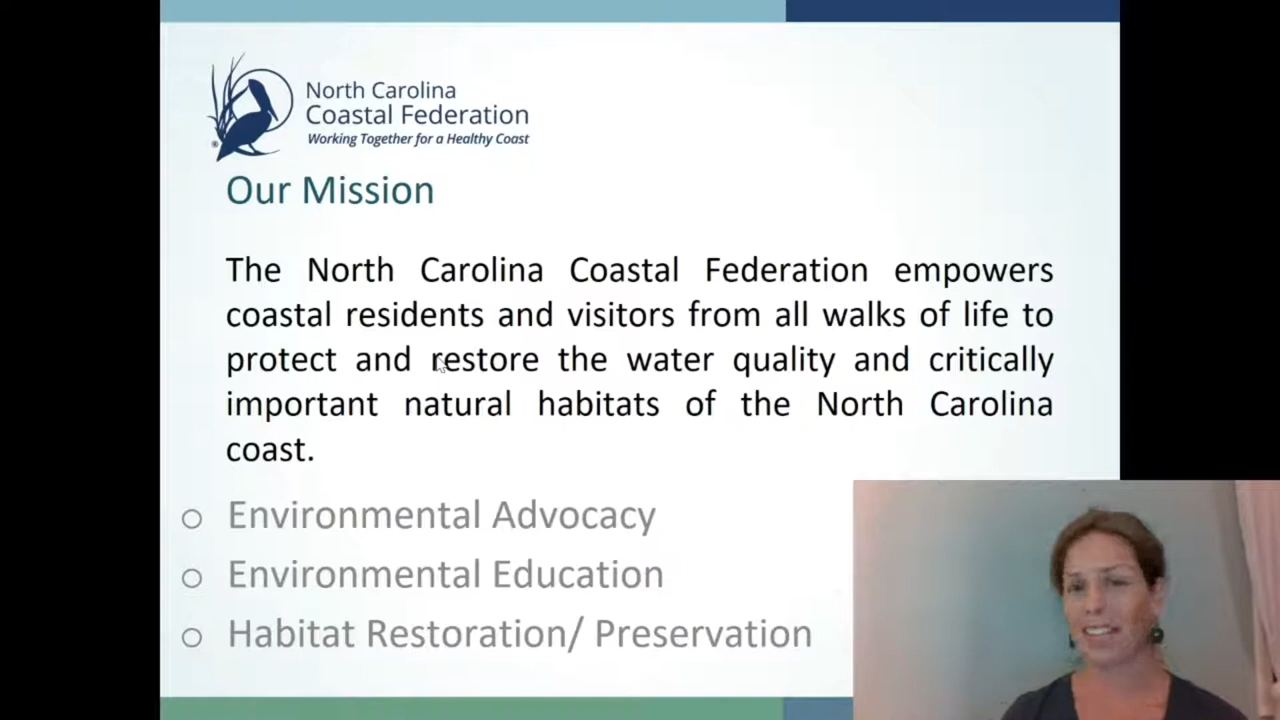 North Carolina
Coastal Federation
Working Together for a Healthy Coast
®
Our Mission
The North Carolina Coastal Federation empowers
coastal residents and visitors from all walks of life to
protect and restore the water quality and critically
important natural habitats of the North Carolina
coast.
o Environmental Advocacy
o Environmental Education
o Habitat Restoration/ Preservation